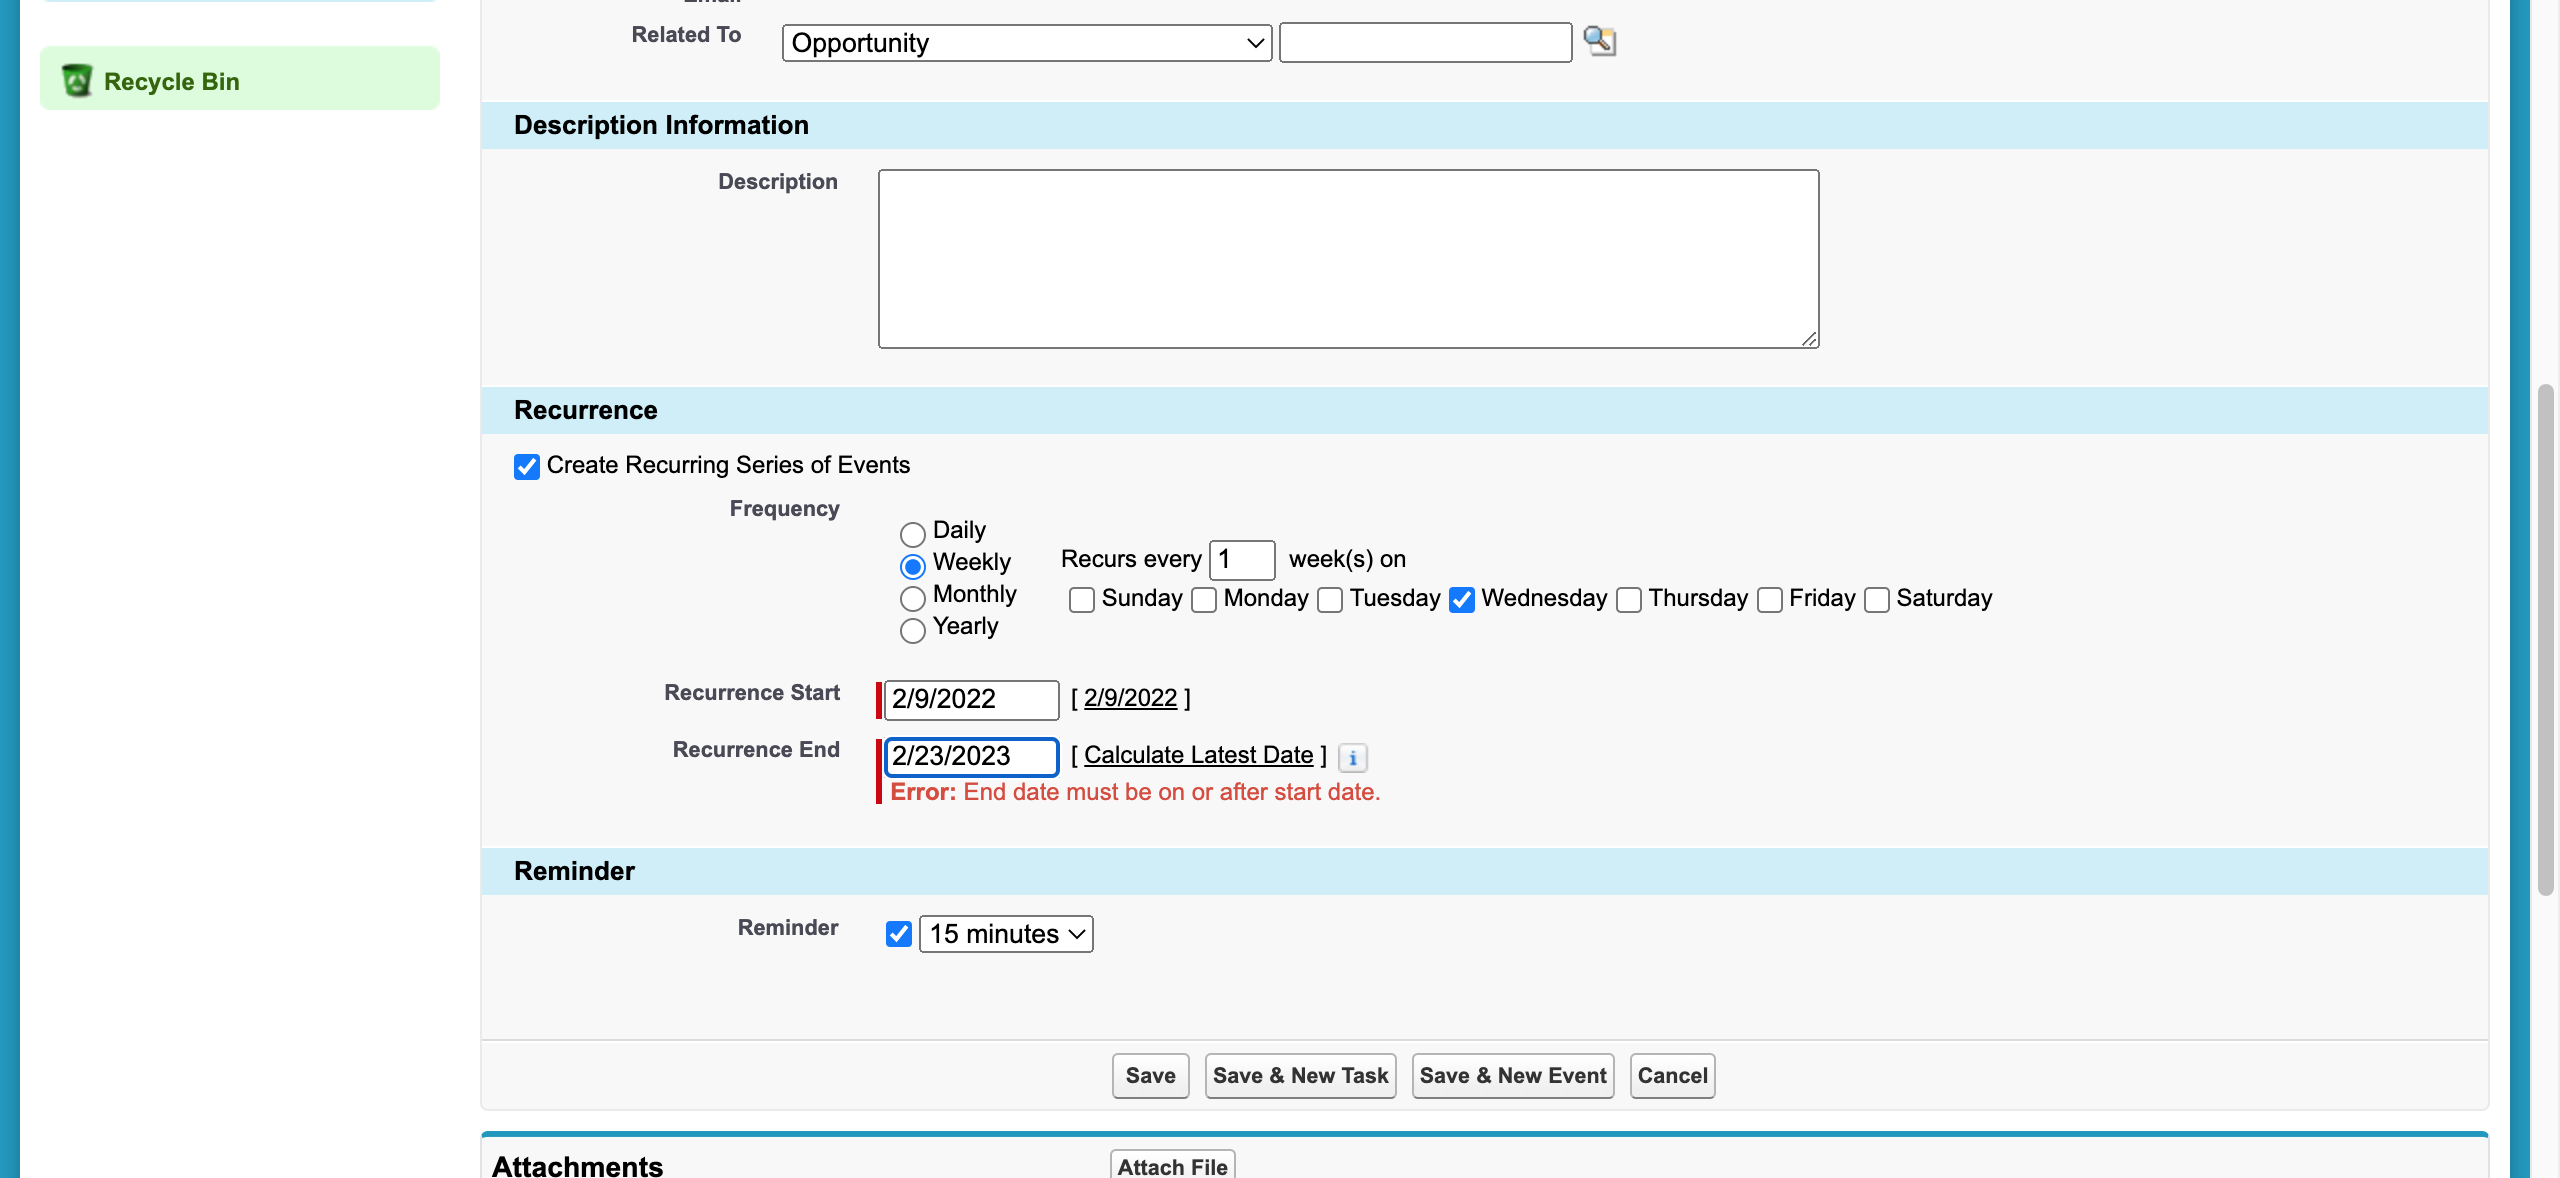 Related To
Opportunity
Recycle Bin
Description Information
Description
Recurrence
Create Recurring Series of Events
Frequency
Daily
Weekly
Monthly
Yearly
Recurs every 1 week(s) on
Sunday Monday Tuesday Wednesday Thursday Friday Saturday
Recurrence Start 2/9/2022 [ 2/9/2022 ]
Recurrence End 2/23/2023 [ Calculate Latest Date ] i
Error: End date must be on or after start date.
Reminder
Reminder 15 minutes
Save Save & New Task Save & New Event Cancel
Attachments Attach File